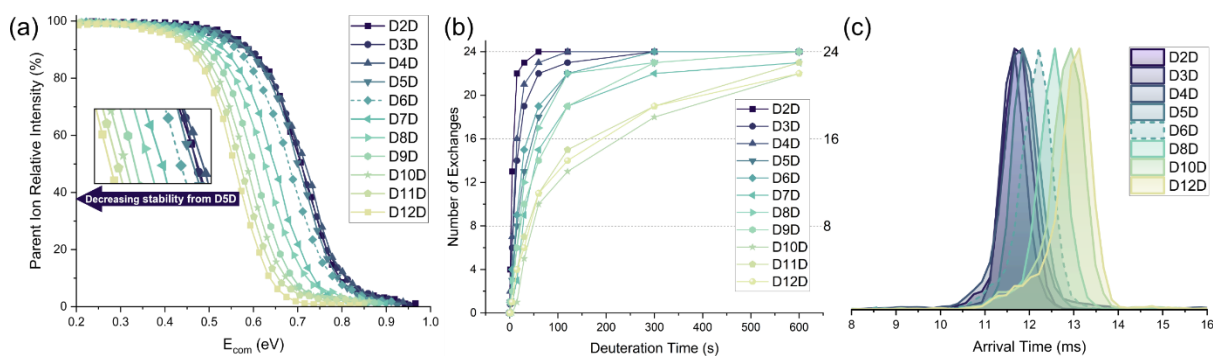 (a)
Parent Ion Relative Intensity (%)
100
80
60
40
20
0
0.2 0.3 0.4 0.5 0.6 0.7 0.8 0.9 1.0
E_com (eV)
Decreasing stability from D5D
D2D
D3D
D4D
D5D
D6D
D7D
D8D
D9D
D10D
D11D
D12D
(b)
Number of Exchanges
24
20
16
12
8
4
0
24
16
8
0 100 200 300 400 500 600
Deuteration Time (s)
D2D
D3D
D4D
D5D
D6D
D7D
D8D
D9D
D10D
D11D
D12D
(c)
8 9 10 11 12 13 14 15 16
Arrival Time (ms)
D2D
D3D
D4D
D5D
D6D
D8D
D10D
D12D